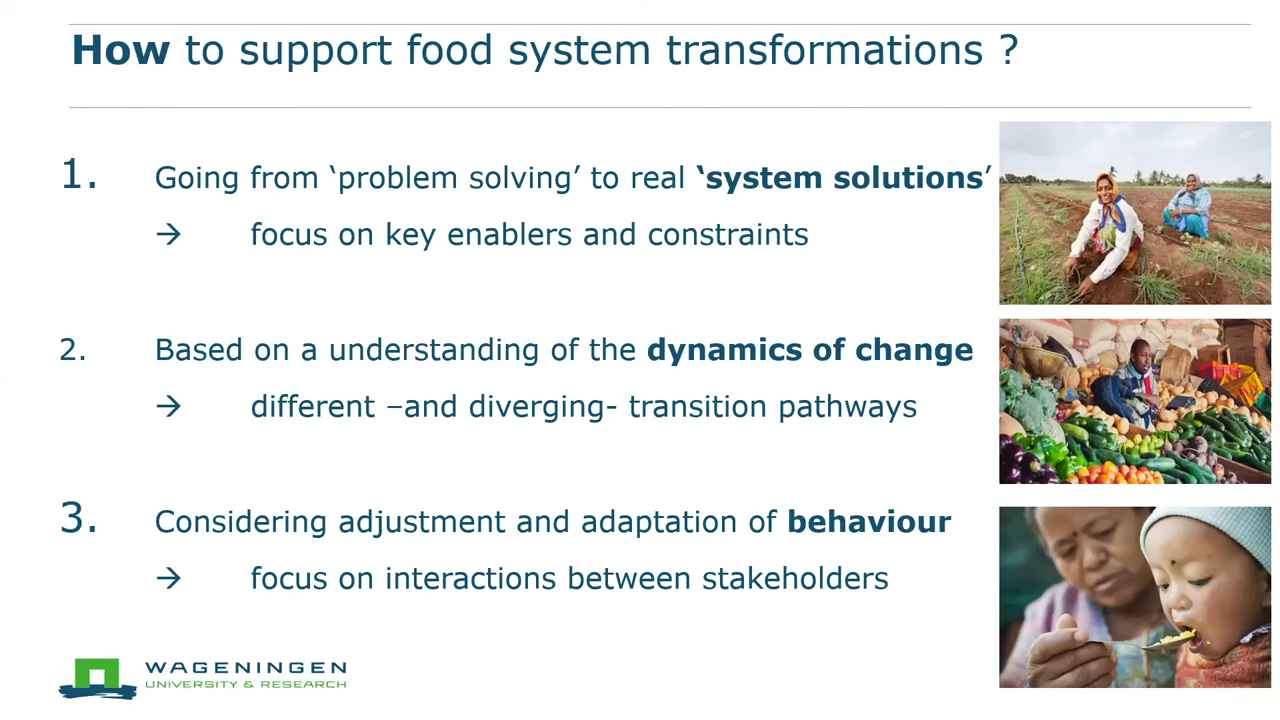 How to support food system transformations ?
1. Going from ‘problem solving’ to real ‘system solutions’
→ focus on key enablers and constraints
2. Based on a understanding of the dynamics of change
→ different –and diverging- transition pathways
3. Considering adjustment and adaptation of behaviour
→ focus on interactions between stakeholders
WAGENINGEN
UNIVERSITY & RESEARCH